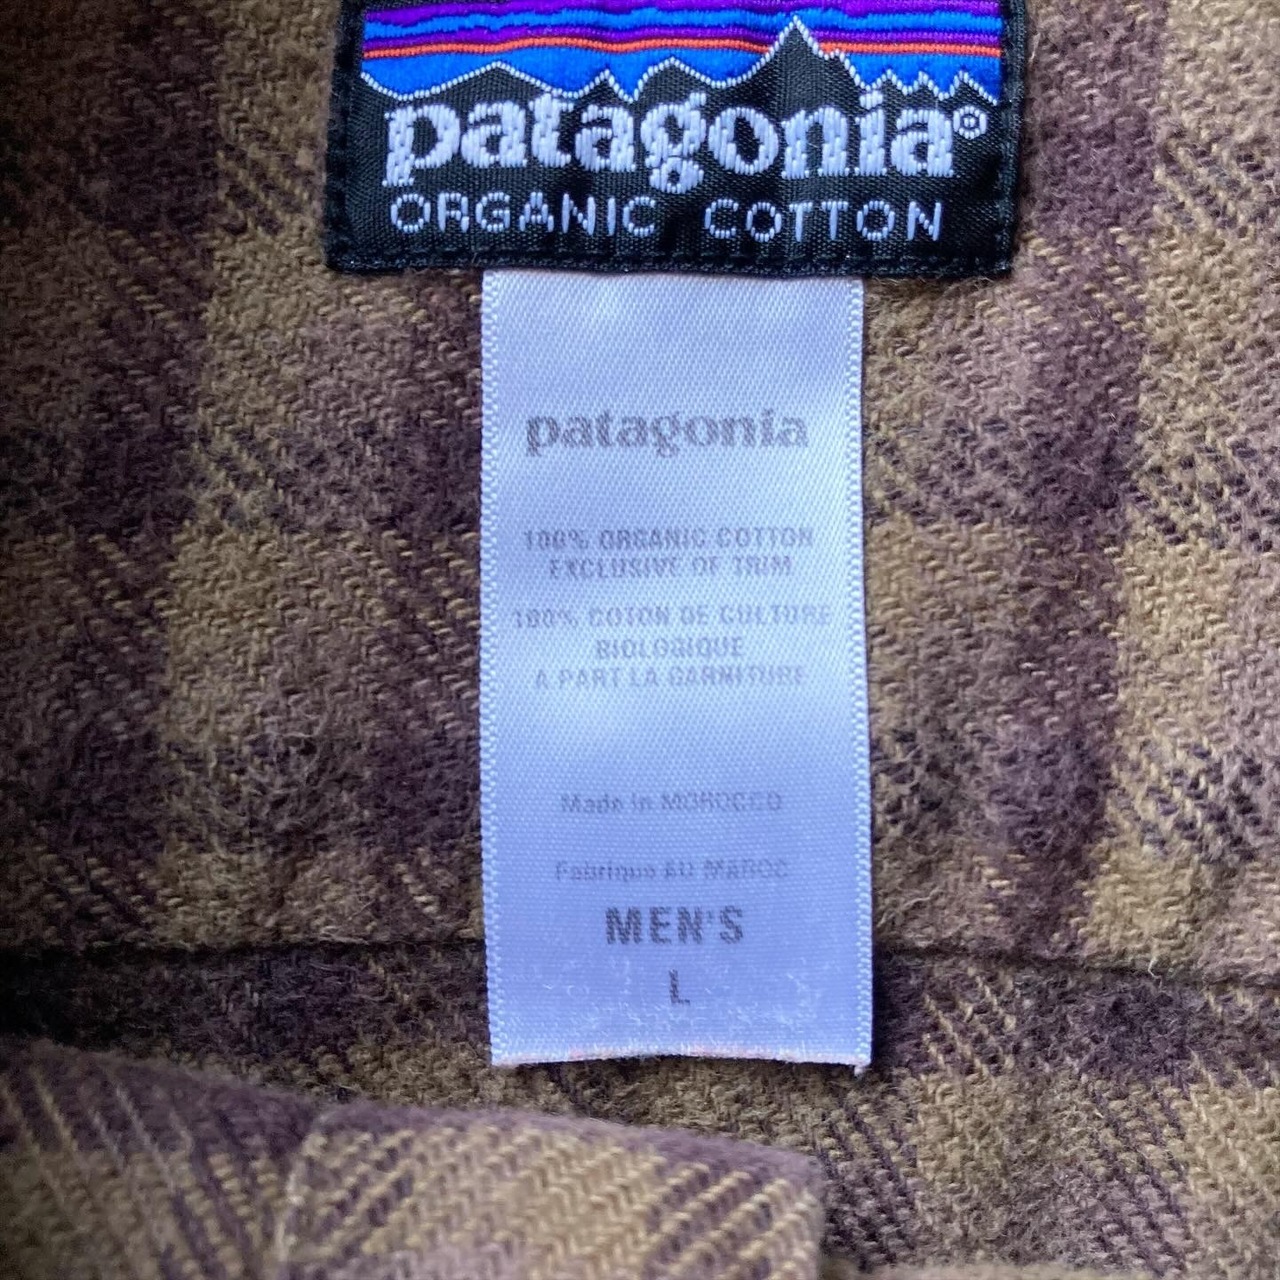 patagonia®
ORGANIC COTTON
patagonia
100% ORGANIC COTTON
EXCLUSIVE OF TRIM
100% COTON DE CULTURE
BIOLOGIQUE
A PART LA GARNITURE
Made in MOROCCO
Fabrique AU MAROC
MEN'S
L